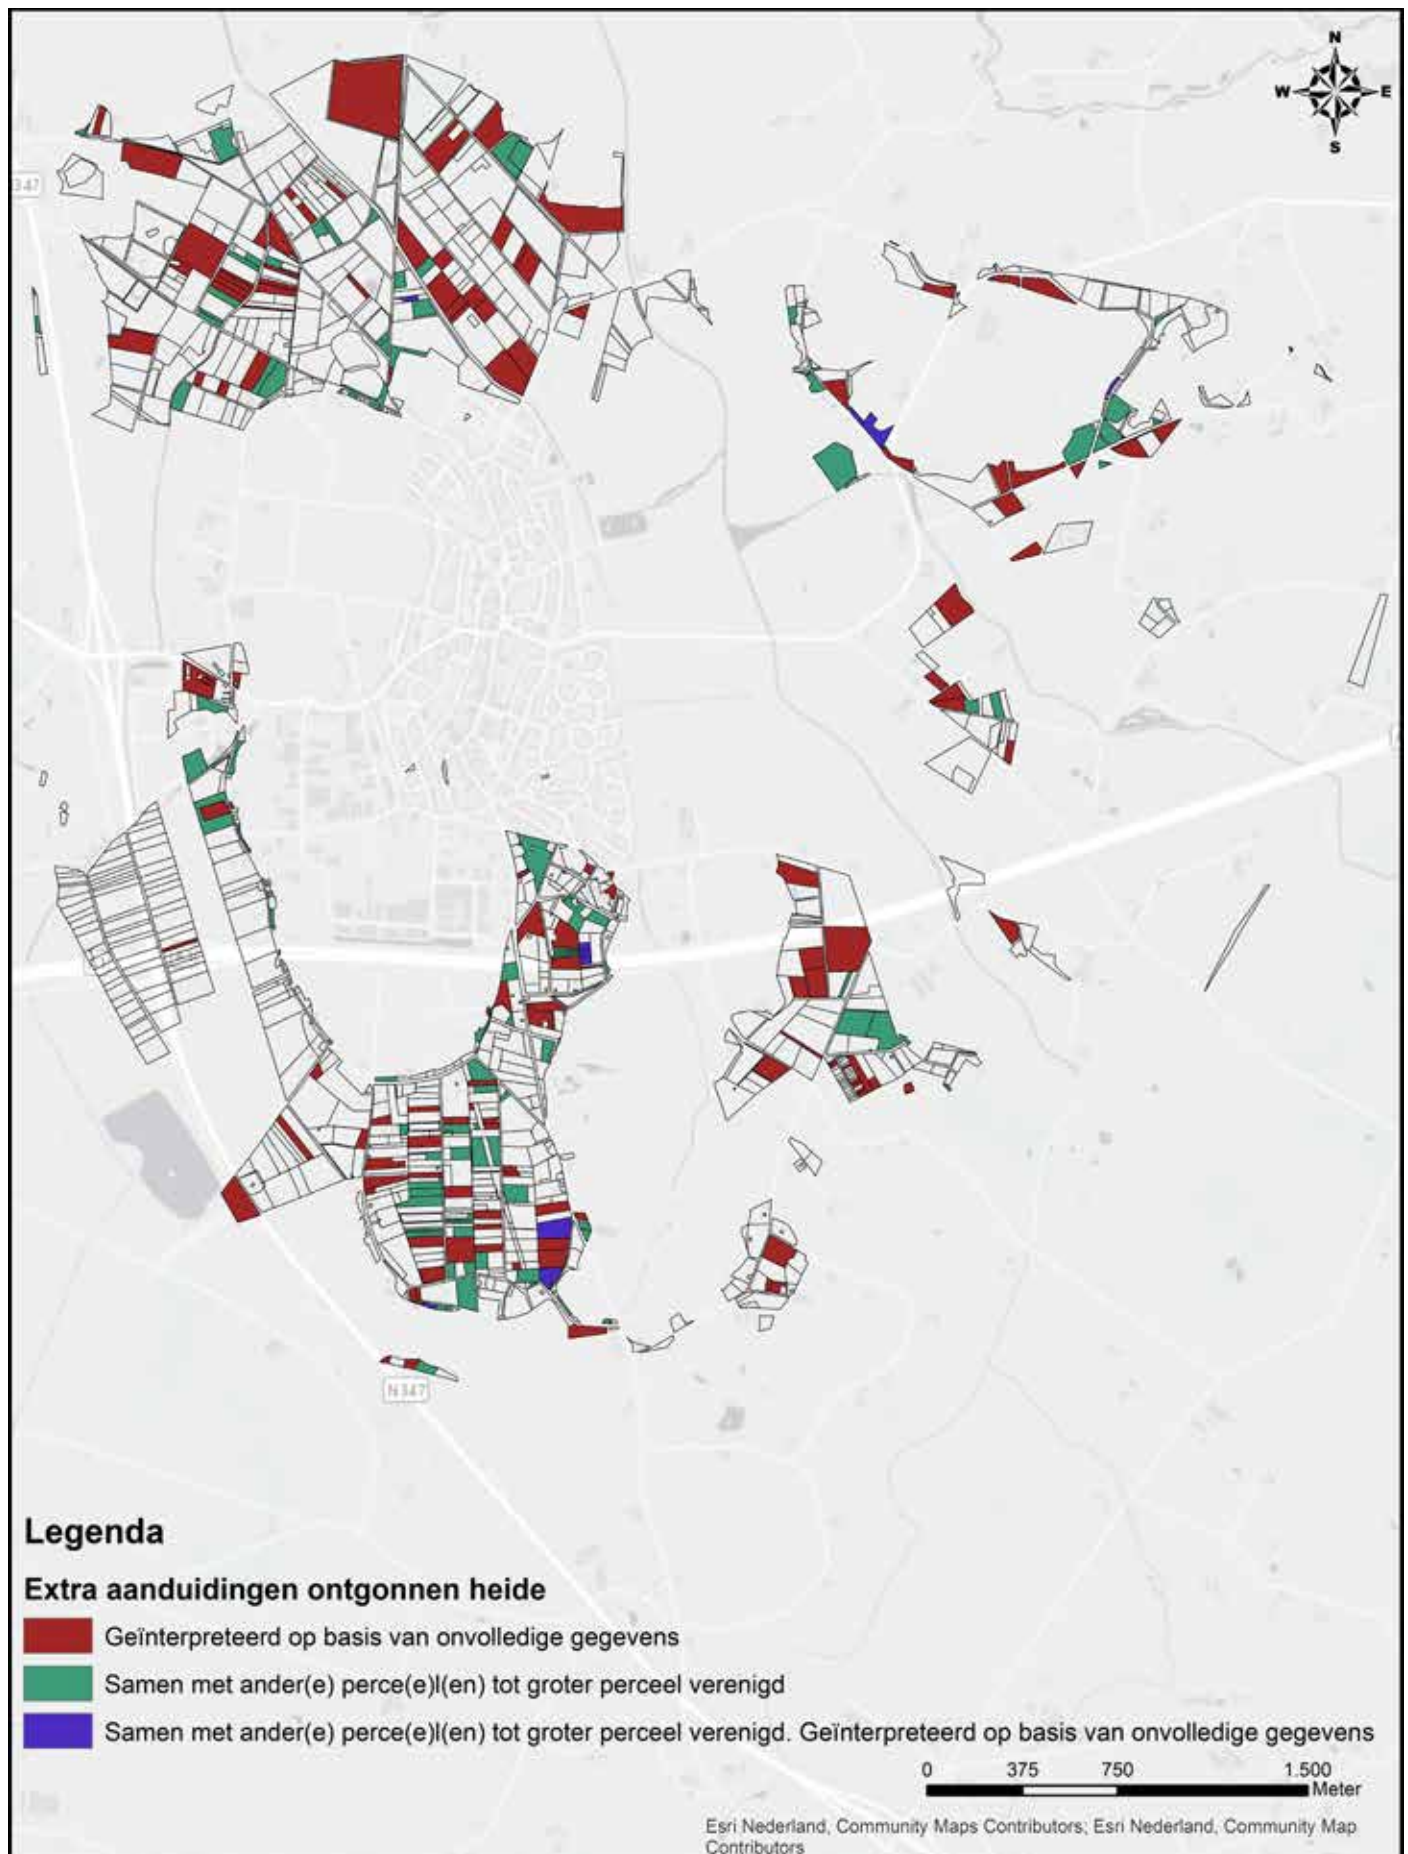 N
W E
S
347
N347
Legenda
Extra aanduidingen ontgonnen heide
Geïnterpreteerd op basis van onvolledige gegevens
Samen met ander(e) perce(e)l(en) tot groter perceel verenigd
Samen met ander(e) perce(e)l(en) tot groter perceel verenigd. Geïnterpreteerd op basis van onvolledige gegevens
0 375 750 1.500
Meter
Esri Nederland, Community Maps Contributors; Esri Nederland, Community Map
Contributors